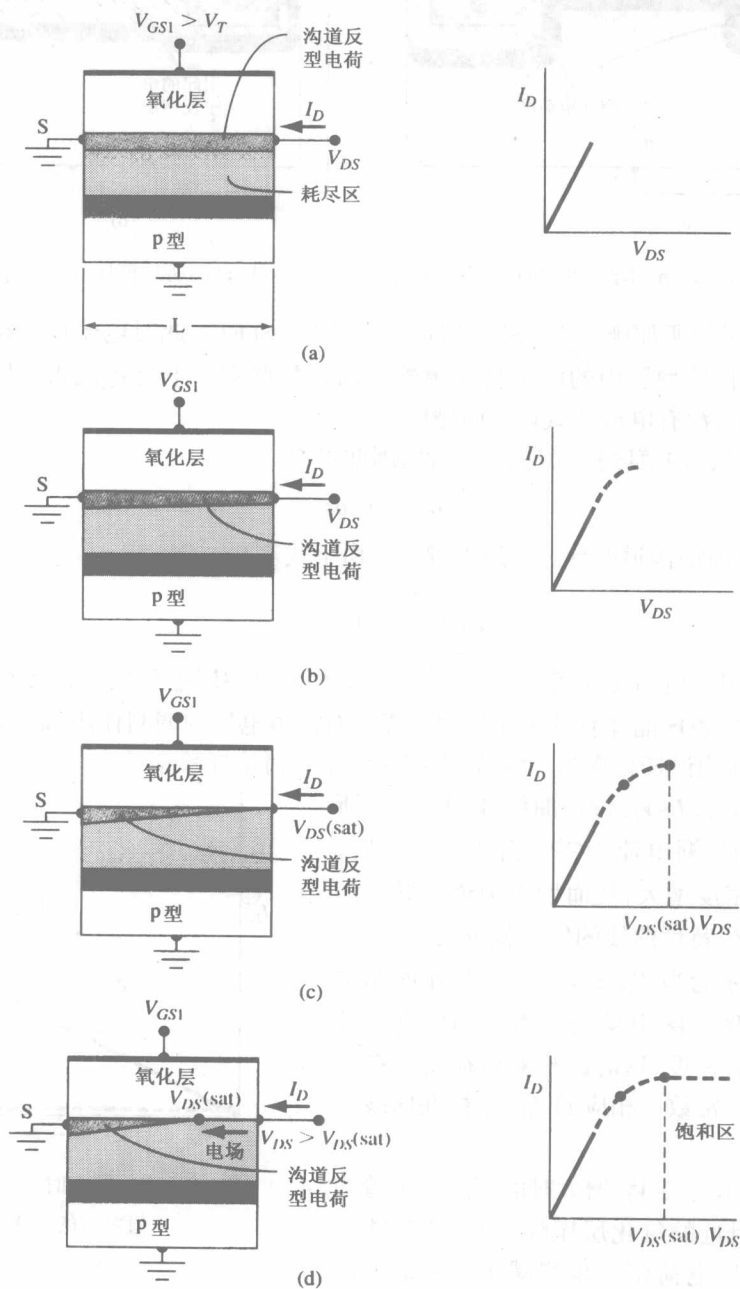 V_GS1 > V_T
沟道反
型电荷
氧化层
S
I_D
V_DS
耗尽区
p型
L
I_D
V_DS
(a)
V_GS1
氧化层
S
I_D
V_DS
沟道反
型电荷
p型
I_D
V_DS
(b)
V_GS1
氧化层
S
I_D
V_DS(sat)
沟道反
型电荷
p型
I_D
V_DS(sat) V_DS
(c)
V_GS1
氧化层
V_DS(sat)
S
I_D
V_DS > V_DS(sat)
电场
沟道反
型电荷
p型
I_D
饱和区
V_DS(sat) V_DS
(d)